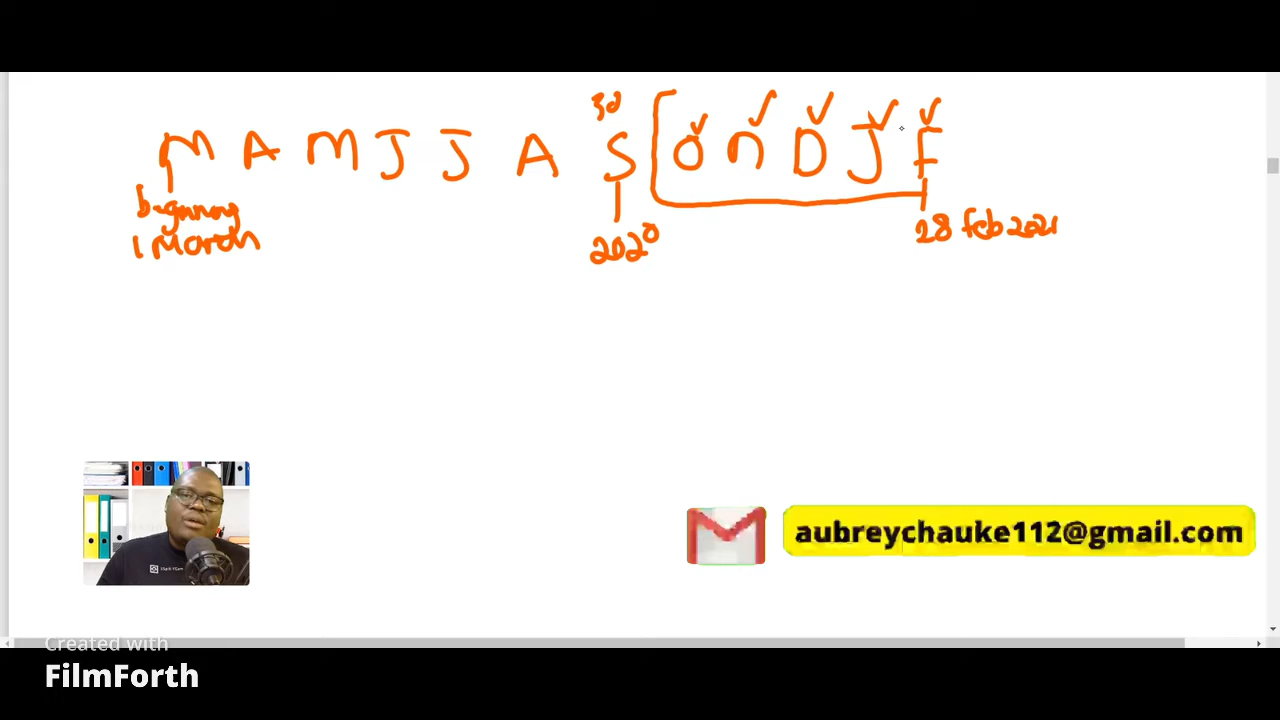 30
M A M J J A S O N D J F
beginning
1 March
2020
28 Feb 2021
aubreychauke112@gmail.com
Created with
FilmForth